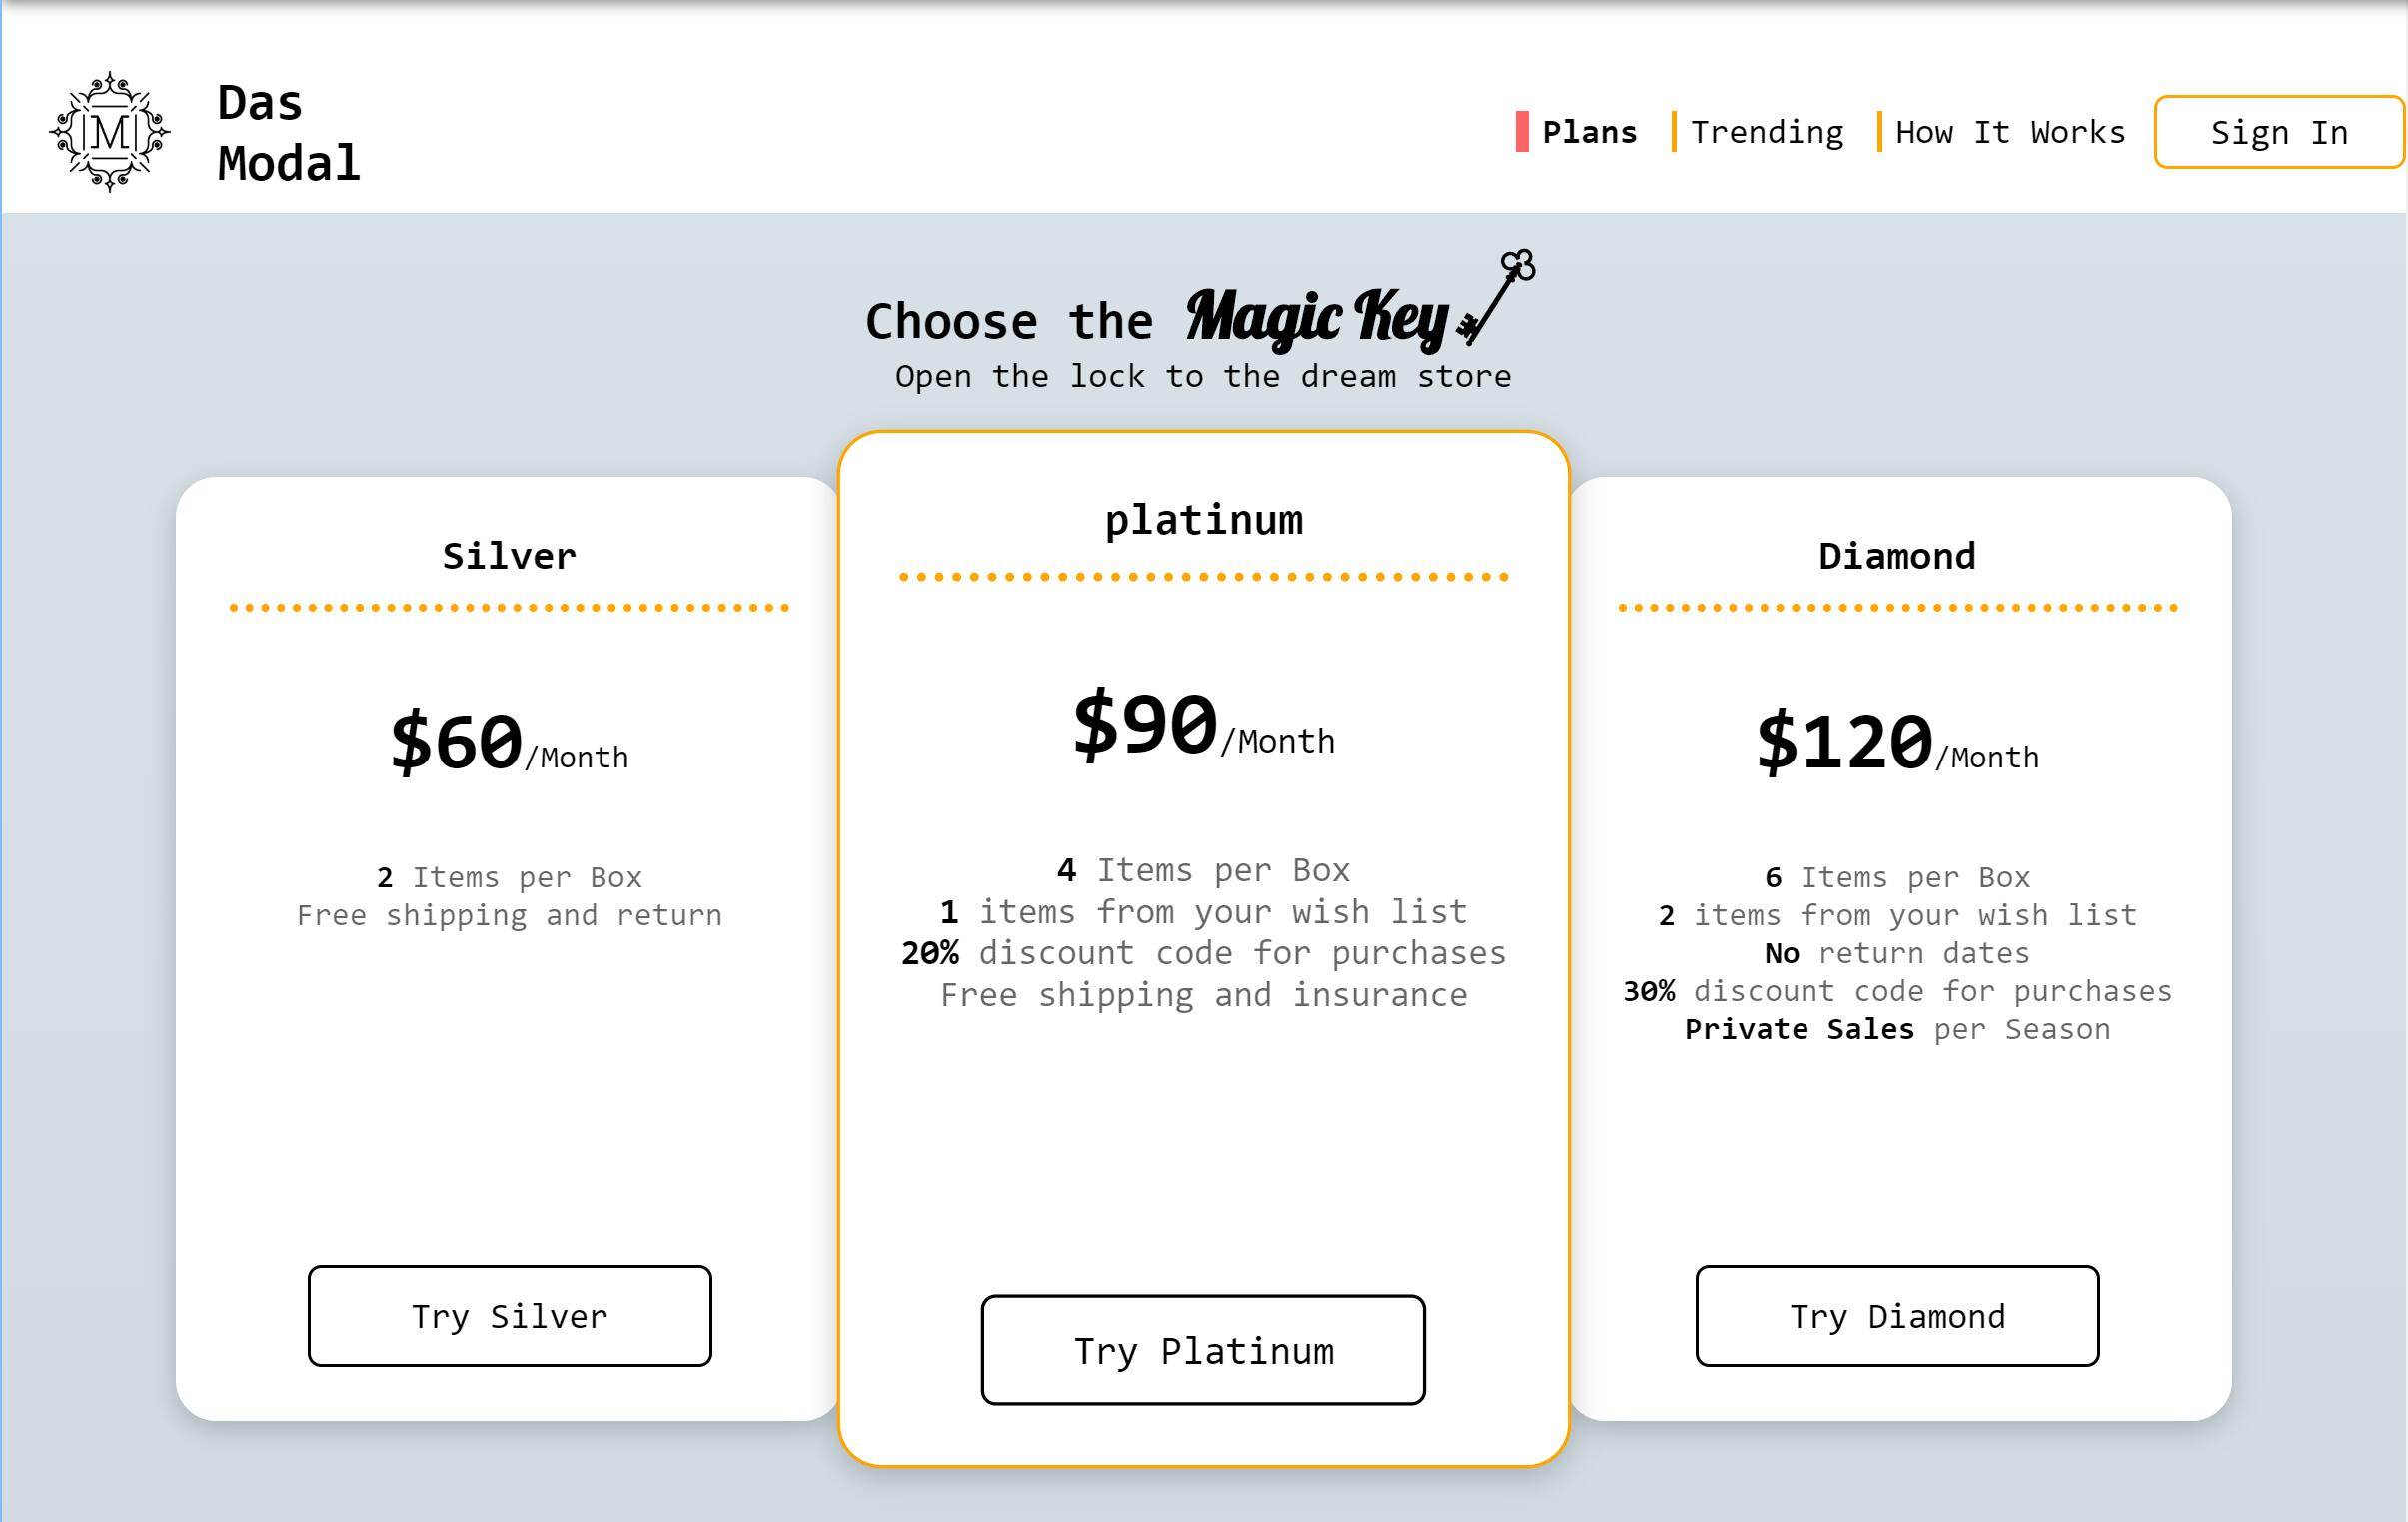 M
Das
Modal
Plans
Trending
How It Works
Sign In
Choose the Magic Key
Open the lock to the dream store
Silver
$60/Month
2 Items per Box
Free shipping and return
Try Silver
platinum
$90/Month
4 Items per Box
1 items from your wish list
20% discount code for purchases
Free shipping and insurance
Try Platinum
Diamond
$120/Month
6 Items per Box
2 items from your wish list
No return dates
30% discount code for purchases
Private Sales per Season
Try Diamond